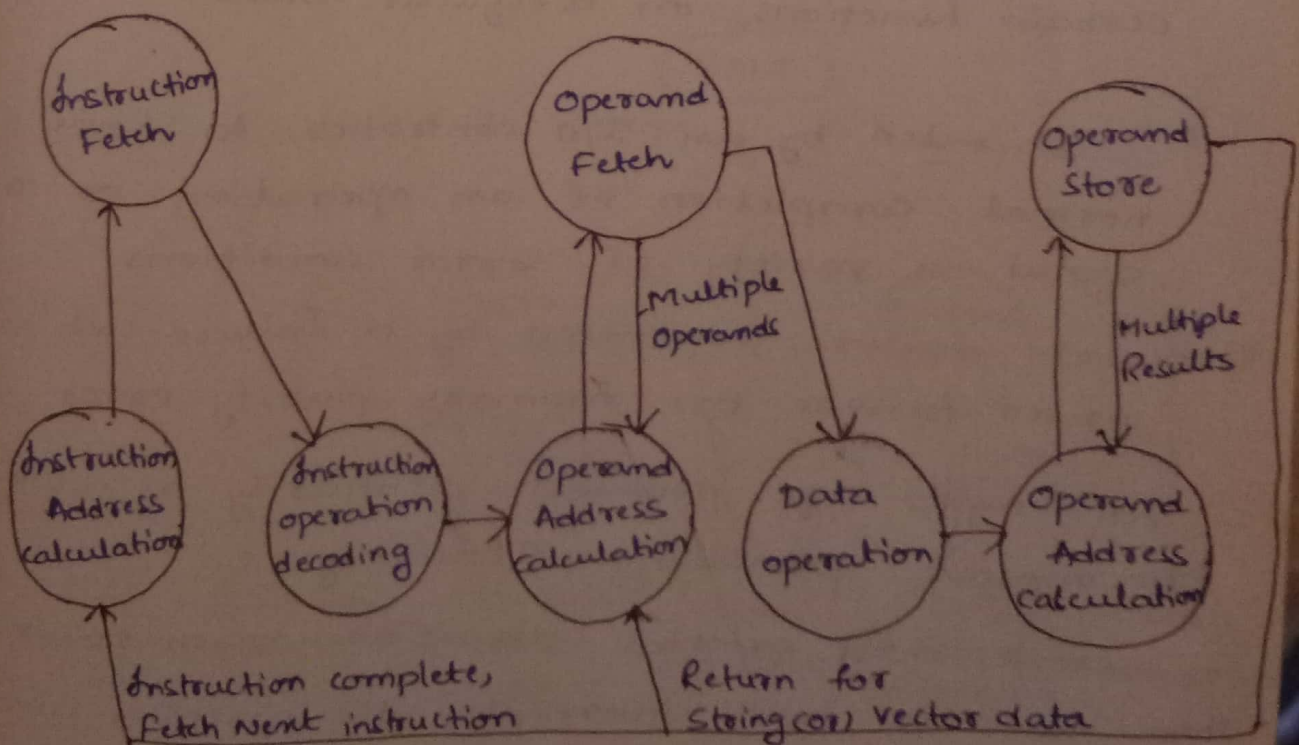 Instruction
Fetch
Operand
Fetch
Operand
Store
Multiple
Operands
Multiple
Results
Instruction
Address
Calculation
Instruction
operation
decoding
Operand
Address
Calculation
Data
operation
Operand
Address
Calculation
Instruction complete,
Fetch Next instruction
Return for
String(or) Vector data